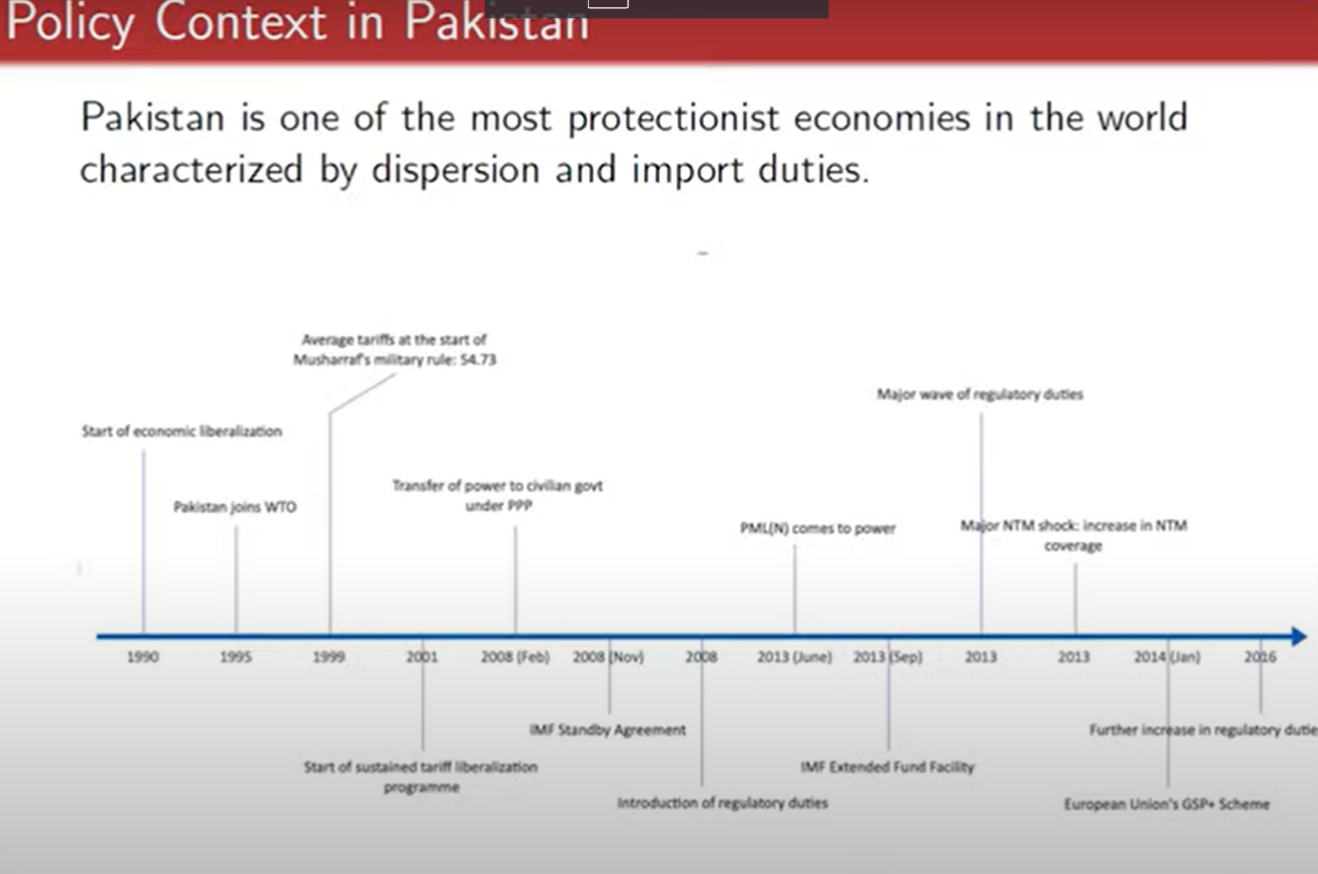 Policy Context in Pakistan
Pakistan is one of the most protectionist economies in the world
characterized by dispersion and import duties.
Average tariffs at the start of
Musharraf's military rule: 54.73
Major wave of regulatory duties
Start of economic liberalization
Transfer of power to civilian govt
under PPP
Pakistan joins WTO
PML(N) comes to power
Major NTM shock: increase in NTM
coverage
1990 1995 1999 2001 2008 (Feb) 2008 (Nov) 2008 2013 (June) 2013 (Sep) 2013 2013 2014 (Jan) 2016
IMF Standby Agreement
Further increase in regulatory dutie
Start of sustained tariff liberalization
programme
IMF Extended Fund Facility
Introduction of regulatory duties
European Union's GSP+ Scheme